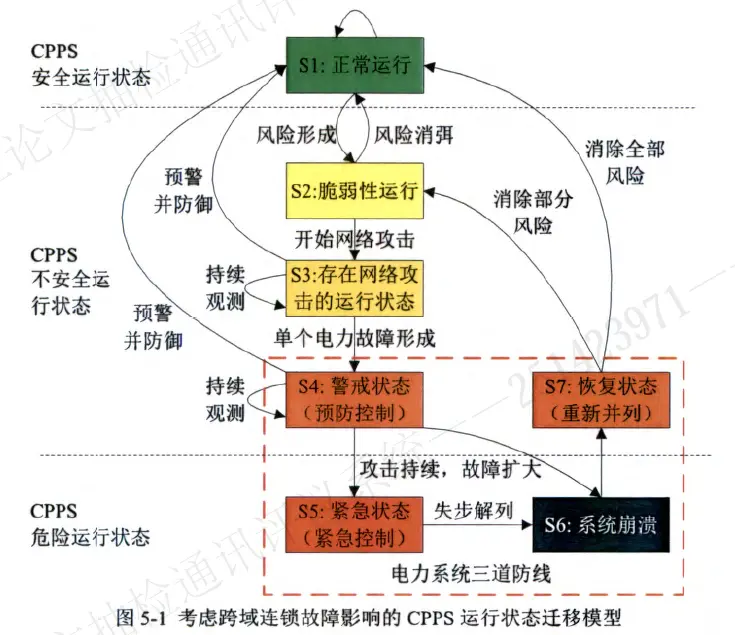 CPPS
安全运行状态
S1: 正常运行
风险形成
风险消弭
消除全部
风险
预警
并防御
S2:脆弱性运行
消除部分
风险
开始网络攻击
CPPS
不安全运
行状态
持续
观测
S3:存在网络攻
击的运行状态
预警
并防御
单个电力故障形成
持续
观测
S4: 警戒状态
（预防控制）
S7: 恢复状态
（重新并列）
攻击持续，故障扩大
CPPS
危险运行状态
S5: 紧急状态
（紧急控制）
失步解列
S6: 系统崩溃
电力系统三道防线
图 5-1 考虑跨域连锁故障影响的 CPPS 运行状态迁移模型